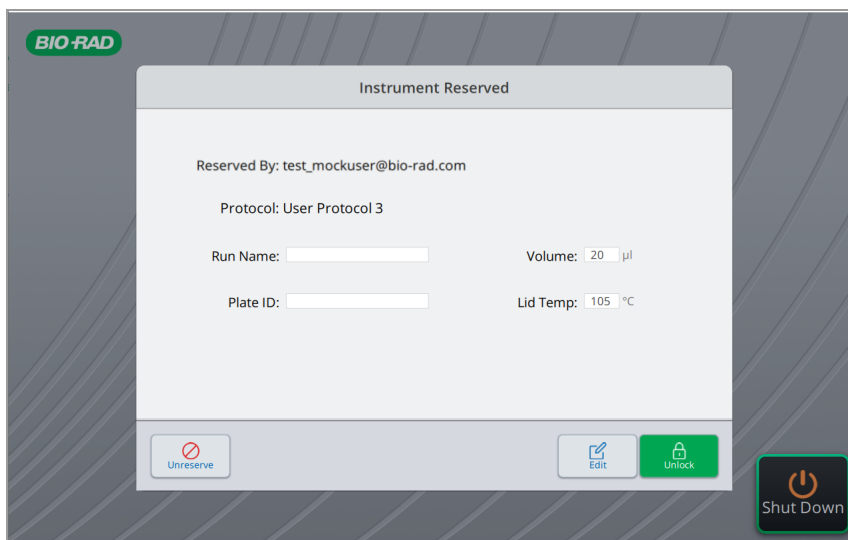 BIO-RAD
Instrument Reserved
Reserved By: test_mockuser@bio-rad.com
Protocol: User Protocol 3
Run Name:
Volume: 20 µl
Plate ID:
Lid Temp: 105 °C
Unreserve
Edit
Unlock
Shut Down